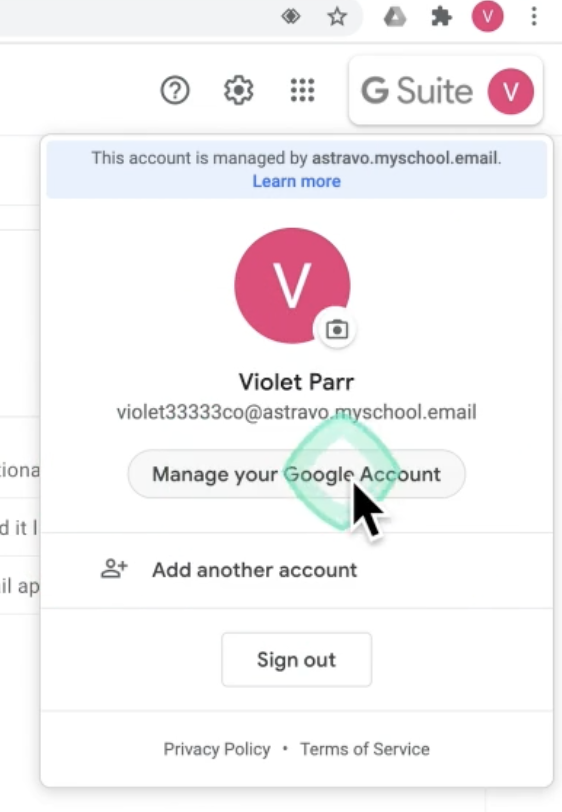 V
G Suite V
This account is managed by astravo.myschool.email.
Learn more
V
Violet Parr
violet33333co@astravo.myschool.email
Manage your Google Account
tiona
d it l
Add another account
il ap
Sign out
Privacy Policy • Terms of Service